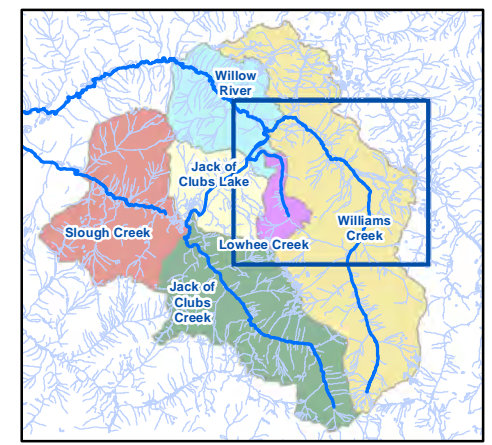 Willow
River
Jack of
Clubs Lake
Williams
Creek
Slough Creek
Lowhee Creek
Jack of
Clubs
Creek